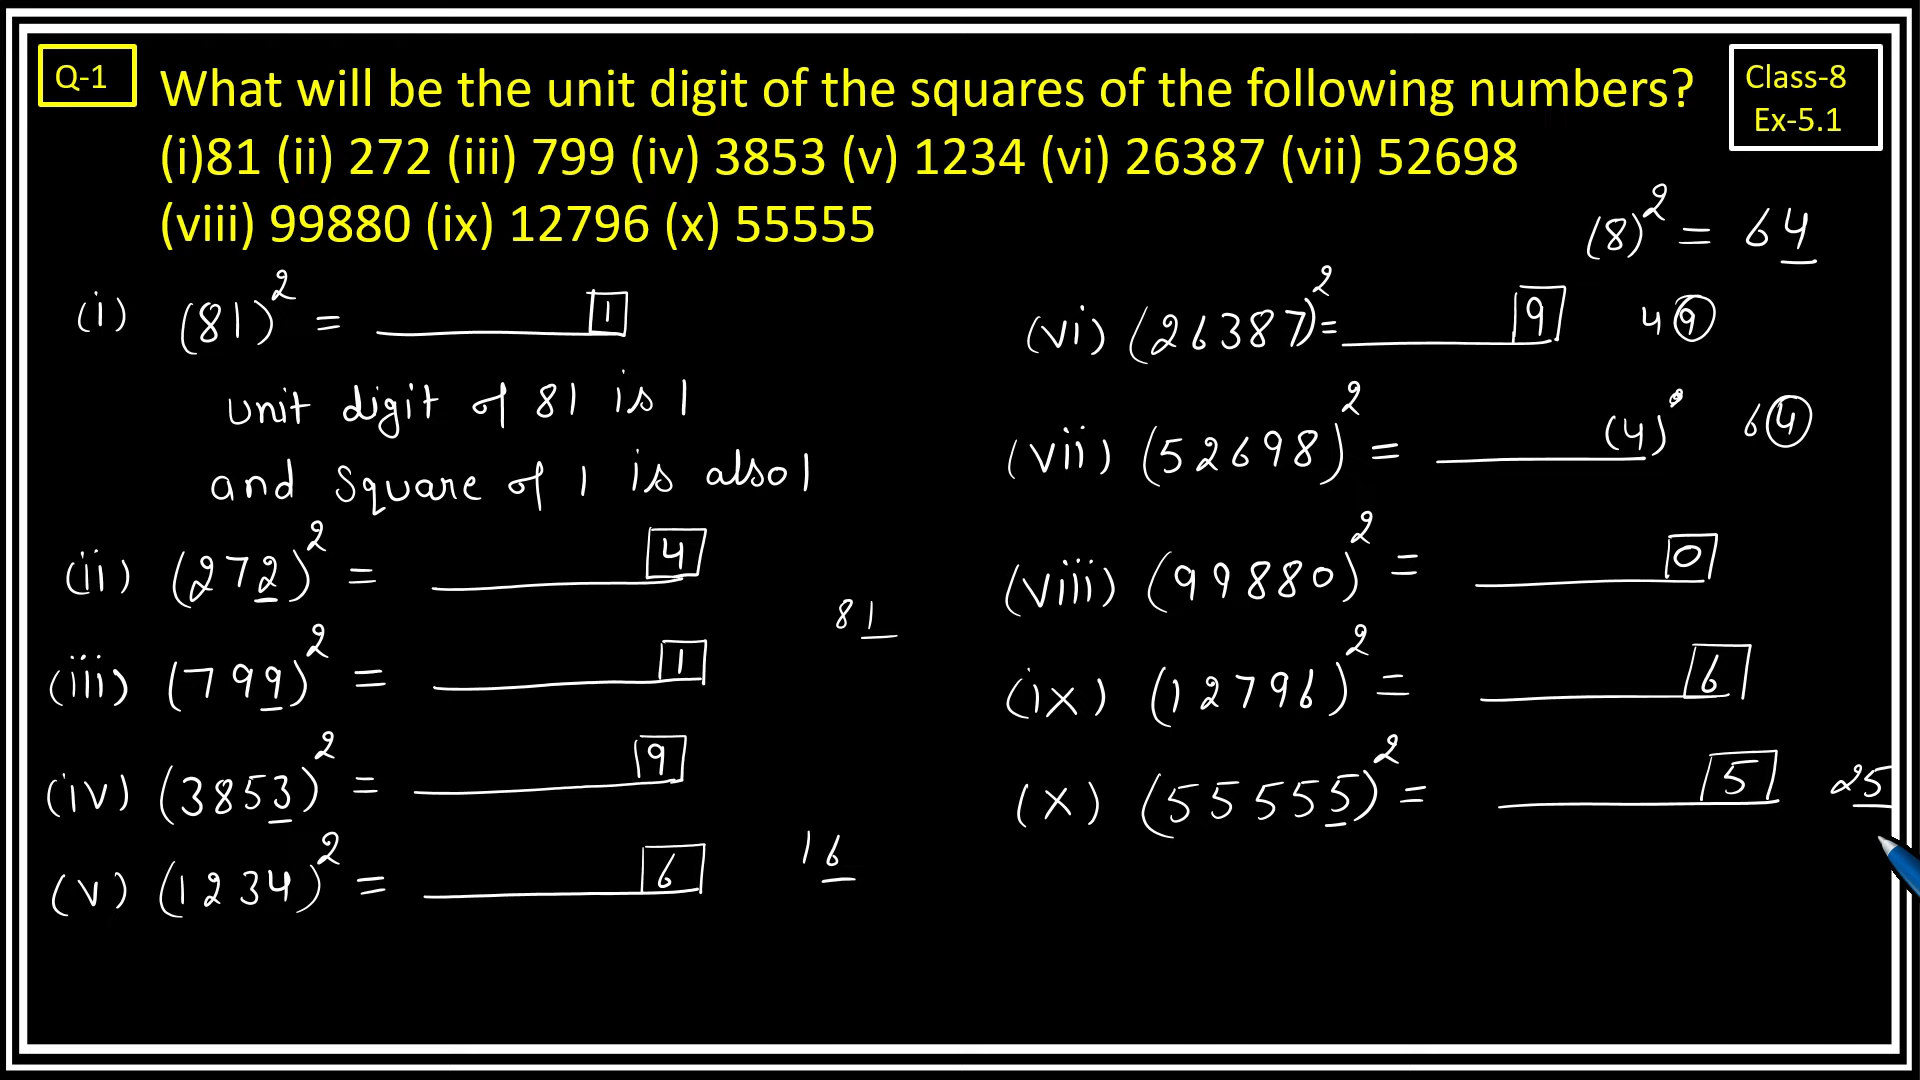 Q-1
What will be the unit digit of the squares of the following numbers?
(i)81 (ii) 272 (iii) 799 (iv) 3853 (v) 1234 (vi) 26387 (vii) 52698
(viii) 99880 (ix) 12796 (x) 55555
Class-8
Ex-5.1
(8)² = 64
(i) (81)² = 1
unit digit of 81 is 1
and square of 1 is also 1
(ii) (272)² = 4
81
(iii) (799)² = 1
(iv) (3853)² = 9
(v) (1234)² = 6
16
(vi) (26387)² = 9
49
(vii) (52698)² = (4)
64
(viii) (99880)² = 0
(ix) (12796)² = 6
(x) (55555)² = 5
25